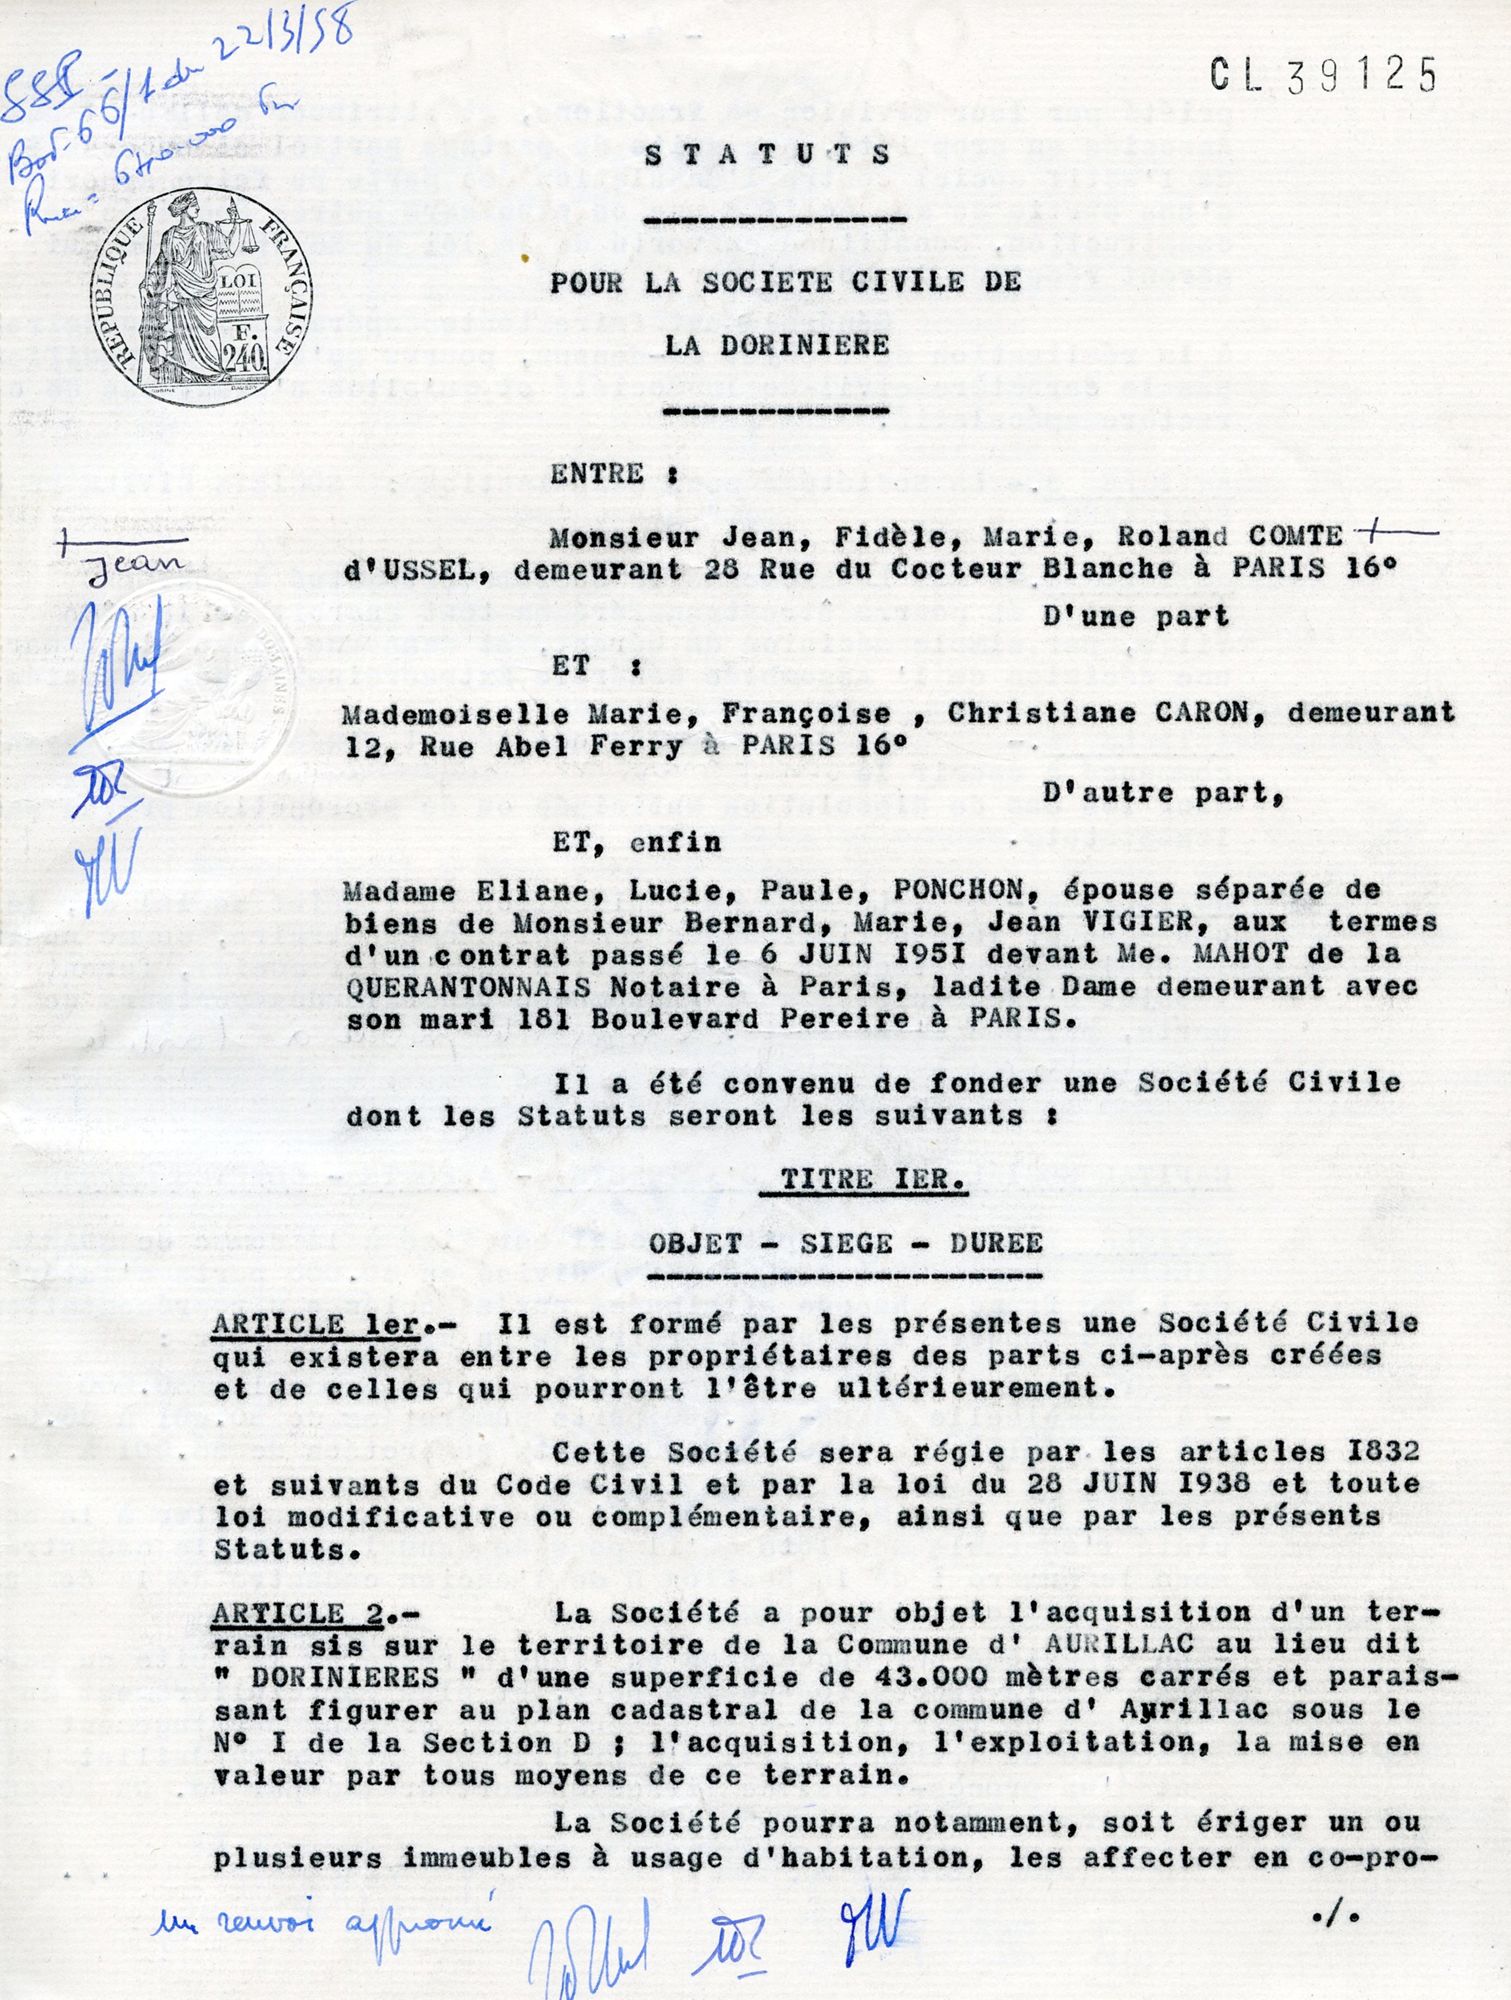 22/3/58
CL 39125
STATUTS
REPUBLIQUE FRANÇAISE
LOI
F.
240.
POUR LA SOCIETE CIVILE DE
LA DORINIERE
ENTRE :
Monsieur Jean, Fidèle, Marie, Roland COMTE
d'USSEL, demeurant 28 Rue du Cocteur Blanche à PARIS 16°
Jean
D'une part
ET :
DOMAINES
Mademoiselle Marie, Françoise , Christiane CARON, demeurant
12, Rue Abel Ferry à PARIS 16°
D'autre part,
ET, enfin
Madame Eliane, Lucie, Paule, PONCHON, épouse séparée de
biens de Monsieur Bernard, Marie, Jean VIGIER, aux termes
d'un contrat passé le 6 JUIN I95I devant Me. MAHOT de la
QUERANTONNAIS Notaire à Paris, ladite Dame demeurant avec
son mari 181 Boulevard Pereire à PARIS.
Il a été convenu de fonder une Société Civile
dont les Statuts seront les suivants :
TITRE IER.
OBJET - SIEGE - DUREE
ARTICLE 1er.- Il est formé par les présentes une Société Civile
qui existera entre les propriétaires des parts ci-après créées
et de celles qui pourront l'être ultérieurement.
Cette Société sera régie par les articles I832
et suivants du Code Civil et par la loi du 28 JUIN I938 et toute
loi modificative ou complémentaire, ainsi que par les présents
Statuts.
ARTICLE 2.- La Société a pour objet l'acquisition d'un ter-
rain sis sur le territoire de la Commune d' AURILLAC au lieu dit
" DORINIERES " d'une superficie de 43.000 mètres carrés et parais-
sant figurer au plan cadastral de la commune d' Aurillac sous le
N° I de la Section D ; l'acquisition, l'exploitation, la mise en
valeur par tous moyens de ce terrain.
La Société pourra notamment, soit ériger un ou
plusieurs immeubles à usage d'habitation, les affecter en co-pro-
./.
un renvoi approuvé